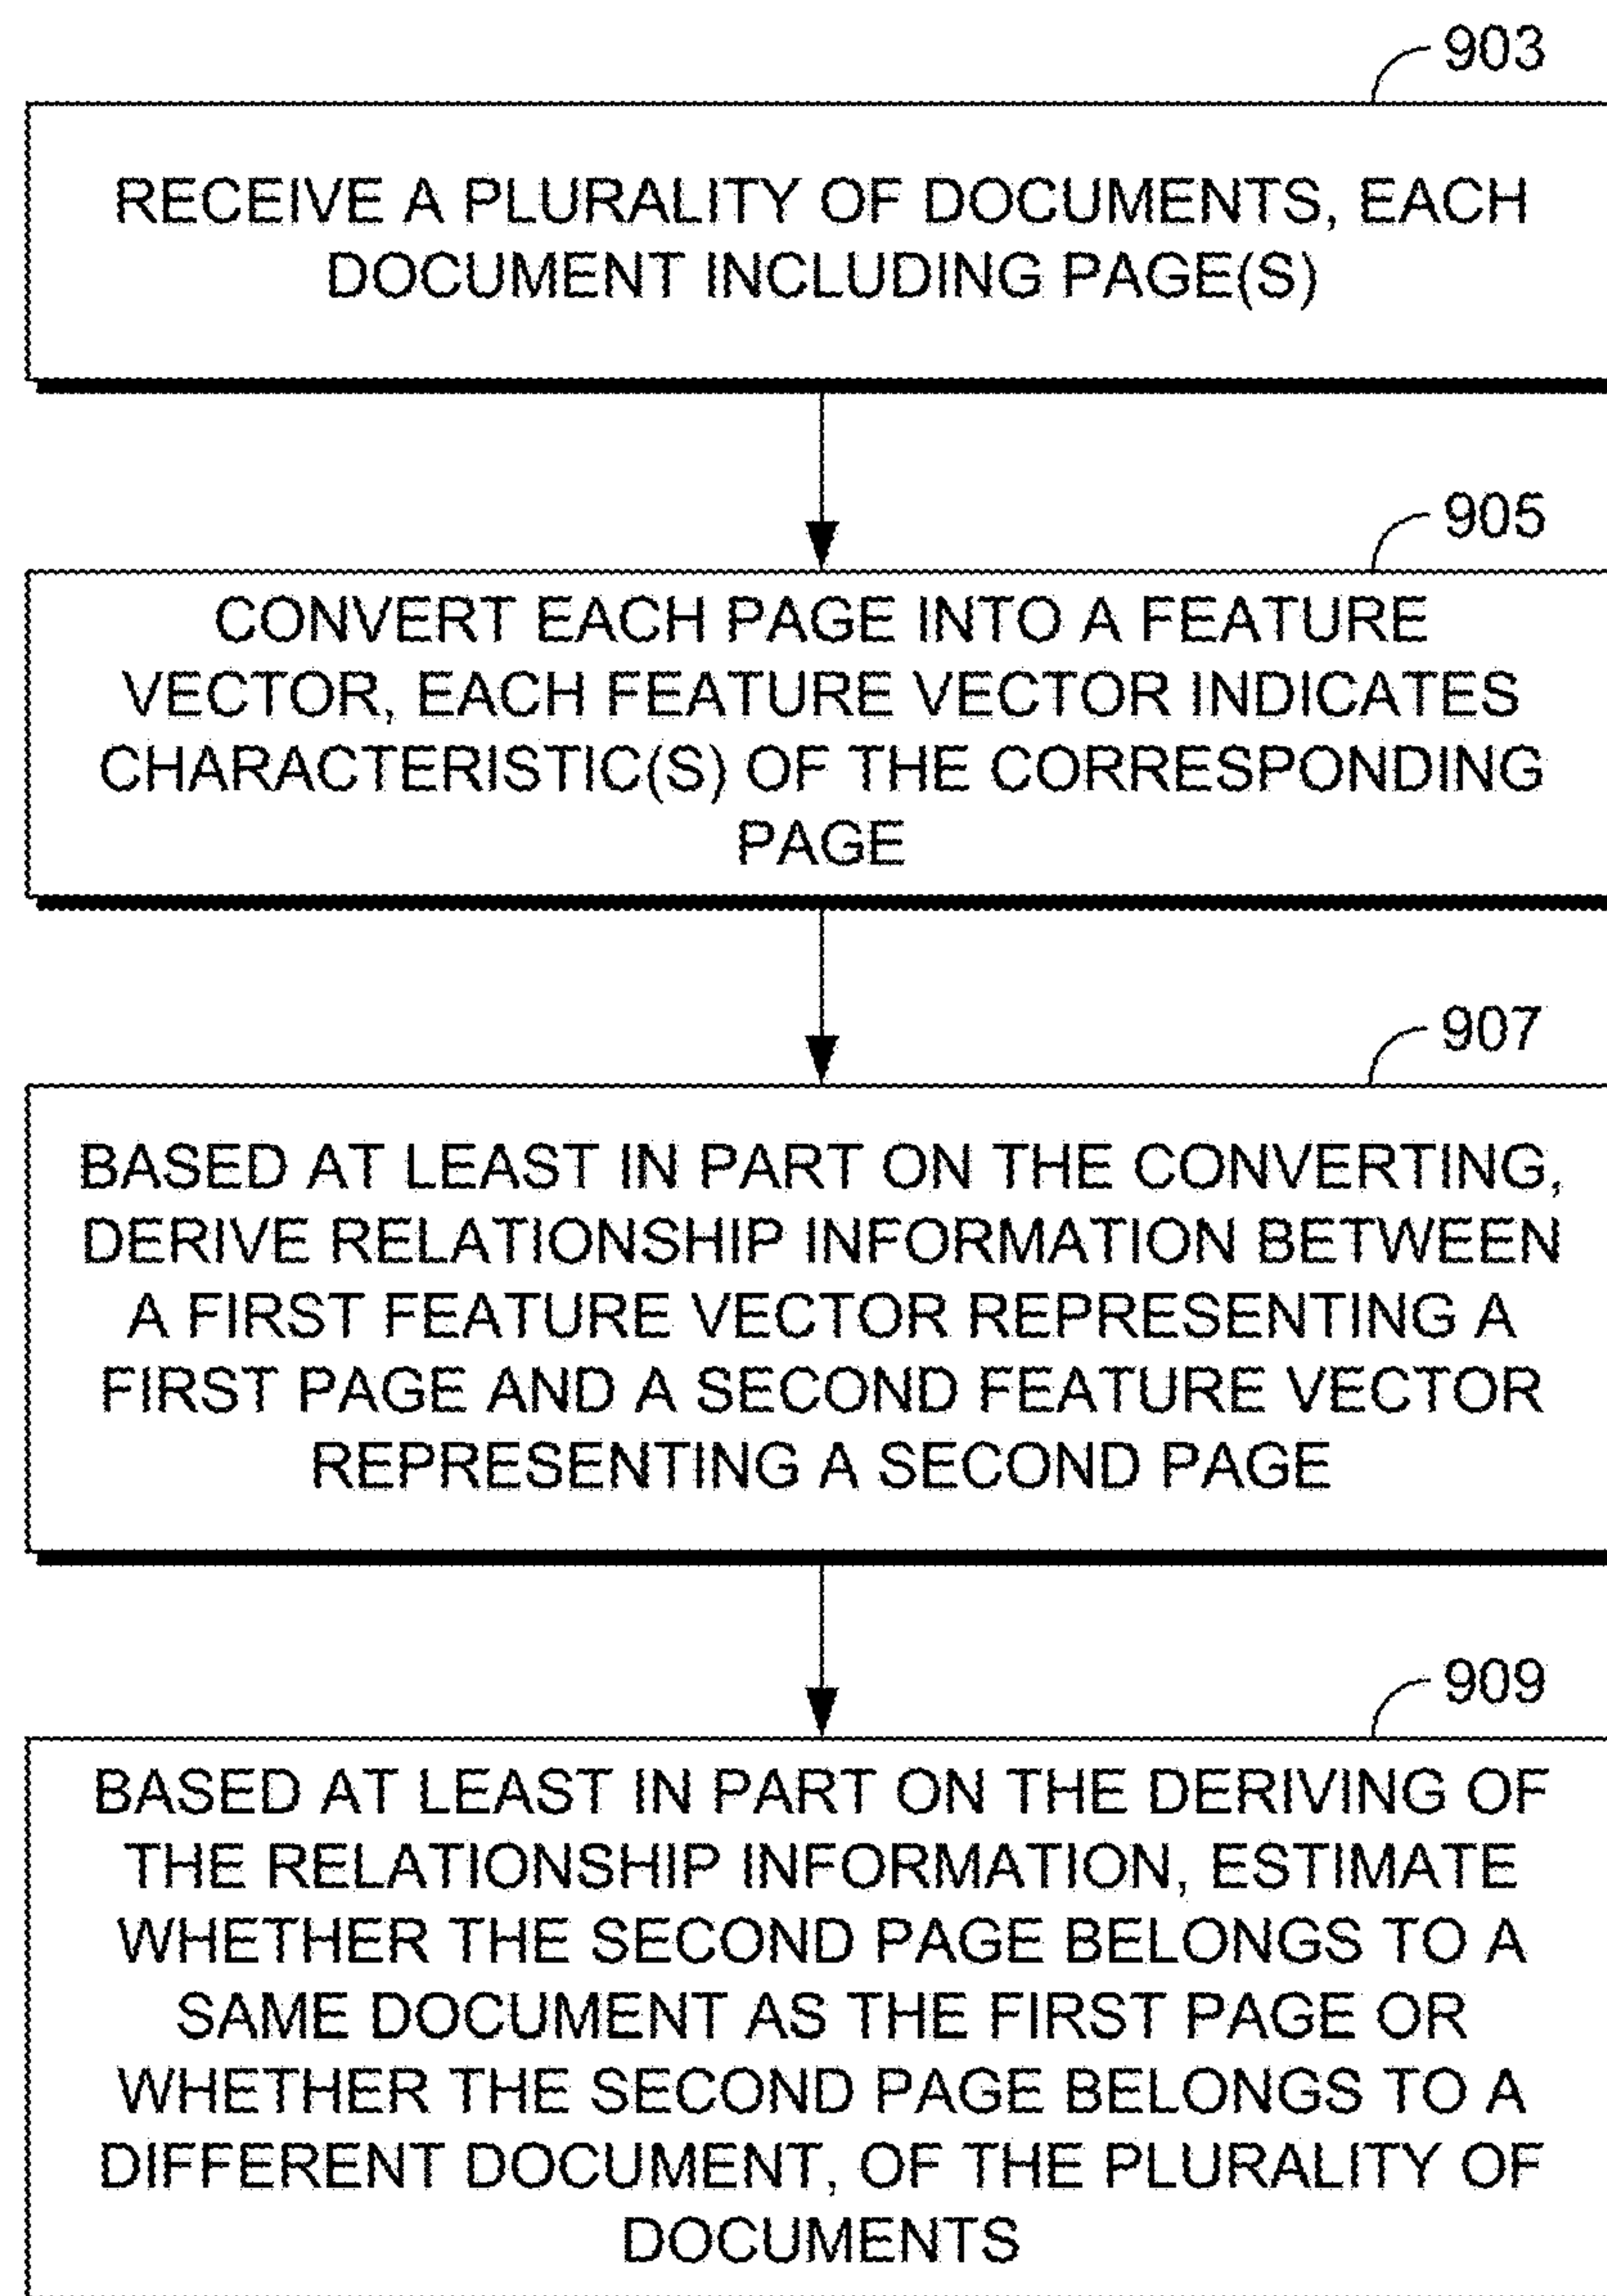 903
RECEIVE A PLURALITY OF DOCUMENTS, EACH
DOCUMENT INCLUDING PAGE(S)
905
CONVERT EACH PAGE INTO A FEATURE
VECTOR, EACH FEATURE VECTOR INDICATES
CHARACTERISTIC(S) OF THE CORRESPONDING
PAGE
907
BASED AT LEAST IN PART ON THE CONVERTING,
DERIVE RELATIONSHIP INFORMATION BETWEEN
A FIRST FEATURE VECTOR REPRESENTING A
FIRST PAGE AND A SECOND FEATURE VECTOR
REPRESENTING A SECOND PAGE
909
BASED AT LEAST IN PART ON THE DERIVING OF
THE RELATIONSHIP INFORMATION, ESTIMATE
WHETHER THE SECOND PAGE BELONGS TO A
SAME DOCUMENT AS THE FIRST PAGE OR
WHETHER THE SECOND PAGE BELONGS TO A
DIFFERENT DOCUMENT, OF THE PLURALITY OF
DOCUMENTS